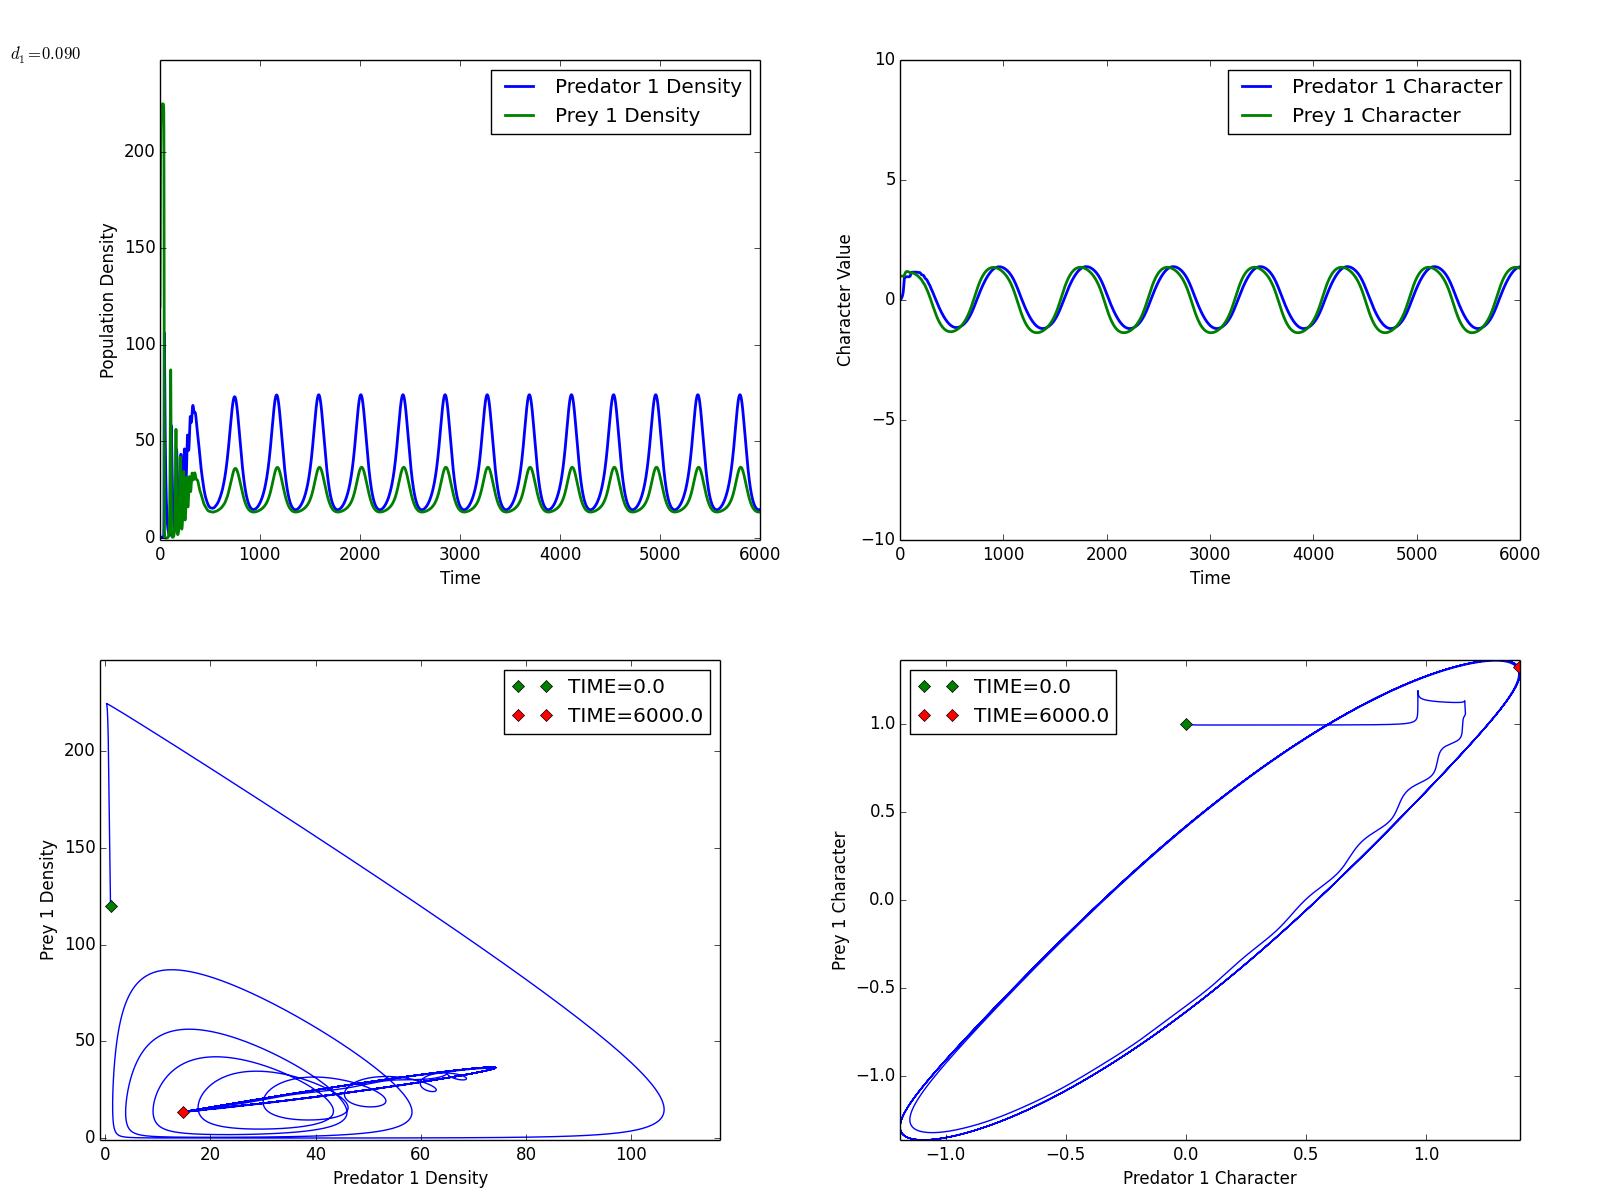 d₁=0.090
Predator 1 Density
Prey 1 Density
200
150
100
50
0
Population Density
0 1000 2000 3000 4000 5000 6000
Time
Predator 1 Character
Prey 1 Character
10
5
0
−5
−10
Character Value
0 1000 2000 3000 4000 5000 6000
Time
TIME=0.0
TIME=6000.0
200
150
100
50
0
Prey 1 Density
0 20 40 60 80 100
Predator 1 Density
TIME=0.0
TIME=6000.0
1.0
0.5
0.0
−0.5
−1.0
Prey 1 Character
−1.0 −0.5 0.0 0.5 1.0
Predator 1 Character